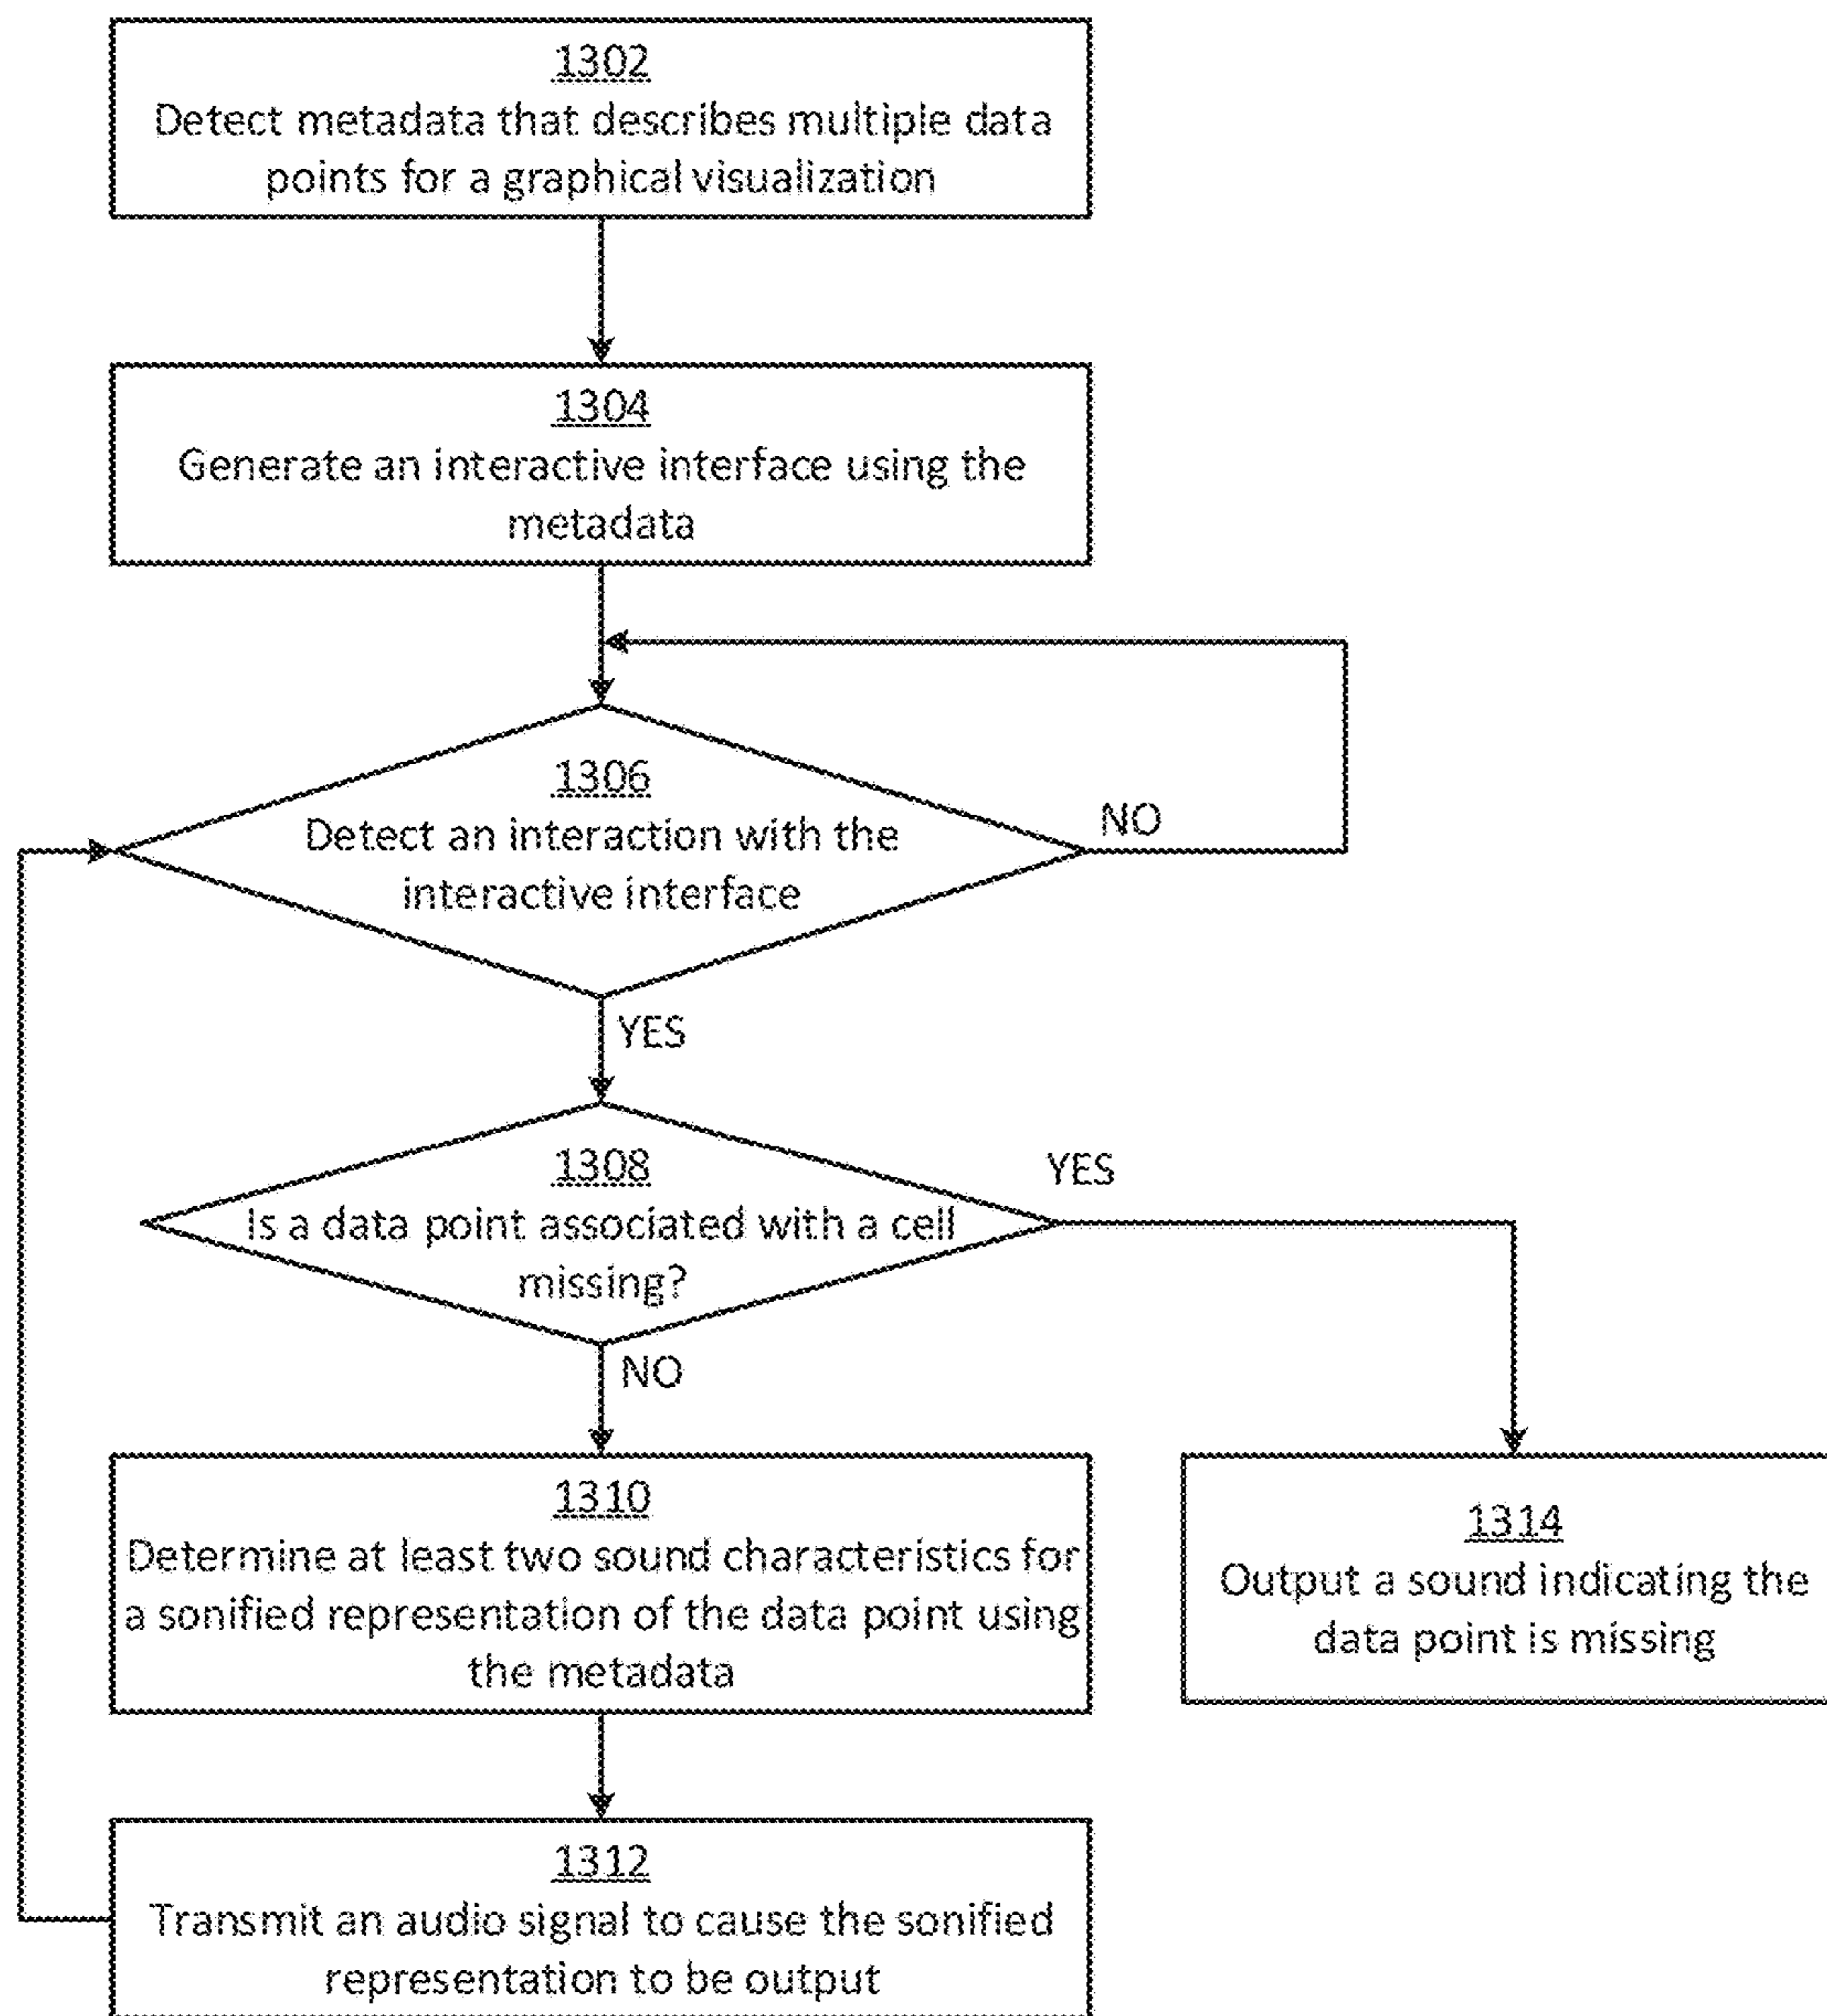 1302
Detect metadata that describes multiple data
points for a graphical visualization
1304
Generate an interactive interface using the
metadata
1306
Detect an interaction with the
interactive interface
NO
YES
1308
Is a data point associated with a cell
missing?
YES
NO
1310
Determine at least two sound characteristics for
a sonified representation of the data point using
the metadata
1314
Output a sound indicating the
data point is missing
1312
Transmit an audio signal to cause the sonified
representation to be output